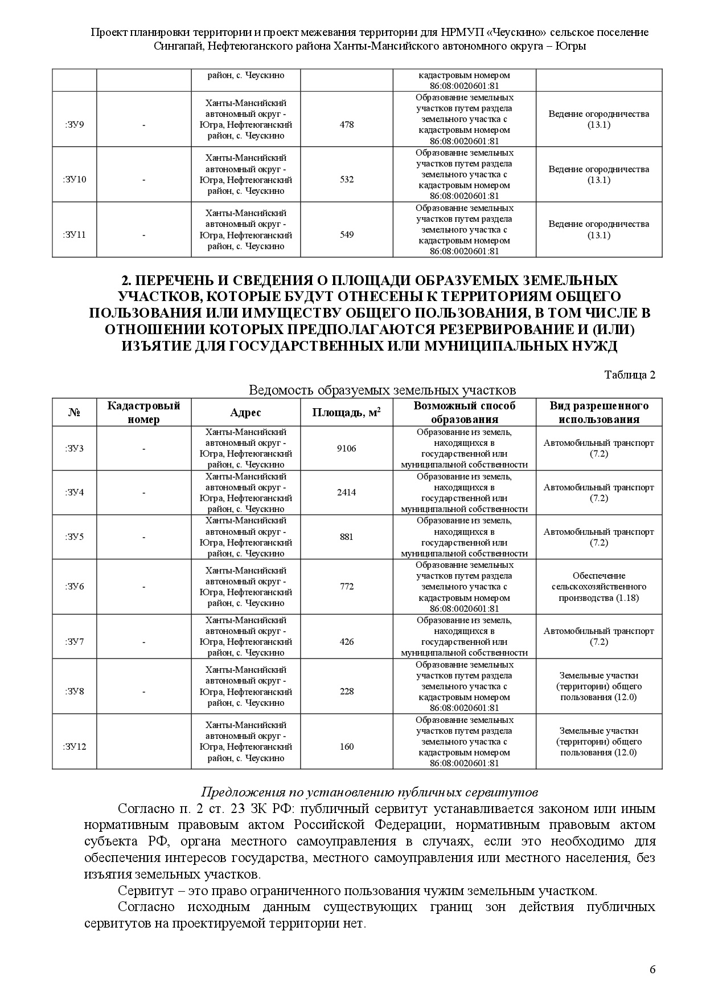 Проект планировки территории и проект межевания территории для НРМУП «Чеускино» сельское поселение
Сингапай, Нефтеюганского района Ханты-Мансийского автономного округа – Югры
район, с. Чеускино
кадастровым номером
86:08:0020601:81
:ЗУ9
-
Ханты-Мансийский
автономный округ -
Югра, Нефтеюганский
район, с. Чеускино
478
Образование земельных
участков путем раздела
земельного участка с
кадастровым номером
86:08:0020601:81
Ведение огородничества
(13.1)
:ЗУ10
-
Ханты-Мансийский
автономный округ -
Югра, Нефтеюганский
район, с. Чеускино
532
Образование земельных
участков путем раздела
земельного участка с
кадастровым номером
86:08:0020601:81
Ведение огородничества
(13.1)
:ЗУ11
-
Ханты-Мансийский
автономный округ -
Югра, Нефтеюганский
район, с. Чеускино
549
Образование земельных
участков путем раздела
земельного участка с
кадастровым номером
86:08:0020601:81
Ведение огородничества
(13.1)
2. ПЕРЕЧЕНЬ И СВЕДЕНИЯ О ПЛОЩАДИ ОБРАЗУЕМЫХ ЗЕМЕЛЬНЫХ
УЧАСТКОВ, КОТОРЫЕ БУДУТ ОТНЕСЕНЫ К ТЕРРИТОРИЯМ ОБЩЕГО
ПОЛЬЗОВАНИЯ ИЛИ ИМУЩЕСТВУ ОБЩЕГО ПОЛЬЗОВАНИЯ, В ТОМ ЧИСЛЕ В
ОТНОШЕНИИ КОТОРЫХ ПРЕДПОЛАГАЮТСЯ РЕЗЕРВИРОВАНИЕ И (ИЛИ)
ИЗЪЯТИЕ ДЛЯ ГОСУДАРСТВЕННЫХ ИЛИ МУНИЦИПАЛЬНЫХ НУЖД
Таблица 2
Ведомость образуемых земельных участков
№
Кадастровый
номер
Адрес
Площадь, м²
Возможный способ
образования
Вид разрешенного
использования
:ЗУ3
-
Ханты-Мансийский
автономный округ -
Югра, Нефтеюганский
район, с. Чеускино
9106
Образование из земель,
находящихся в
государственной или
муниципальной собственности
Автомобильный транспорт
(7.2)
:ЗУ4
-
Ханты-Мансийский
автономный округ -
Югра, Нефтеюганский
район, с. Чеускино
2414
Образование из земель,
находящихся в
государственной или
муниципальной собственности
Автомобильный транспорт
(7.2)
:ЗУ5
-
Ханты-Мансийский
автономный округ -
Югра, Нефтеюганский
район, с. Чеускино
881
Образование из земель,
находящихся в
государственной или
муниципальной собственности
Автомобильный транспорт
(7.2)
:ЗУ6
-
Ханты-Мансийский
автономный округ -
Югра, Нефтеюганский
район, с. Чеускино
772
Образование земельных
участков путем раздела
земельного участка с
кадастровым номером
86:08:0020601:81
Обеспечение
сельскохозяйственного
производства (1.18)
:ЗУ7
-
Ханты-Мансийский
автономный округ -
Югра, Нефтеюганский
район, с. Чеускино
426
Образование из земель,
находящихся в
государственной или
муниципальной собственности
Автомобильный транспорт
(7.2)
:ЗУ8
-
Ханты-Мансийский
автономный округ -
Югра, Нефтеюганский
район, с. Чеускино
228
Образование земельных
участков путем раздела
земельного участка с
кадастровым номером
86:08:0020601:81
Земельные участки
(территории) общего
пользования (12.0)
:ЗУ12
Ханты-Мансийский
автономный округ -
Югра, Нефтеюганский
район, с. Чеускино
160
Образование земельных
участков путем раздела
земельного участка с
кадастровым номером
86:08:0020601:81
Земельные участки
(территории) общего
пользования (12.0)
Предложения по установлению публичных сервитутов
Согласно п. 2 ст. 23 ЗК РФ: публичный сервитут устанавливается законом или иным
нормативным правовым актом Российской Федерации, нормативным правовым актом
субъекта РФ, органа местного самоуправления в случаях, если это необходимо для
обеспечения интересов государства, местного самоуправления или местного населения, без
изъятия земельных участков.
Сервитут – это право ограниченного пользования чужим земельным участком.
Согласно исходным данным существующих границ зон действия публичных
сервитутов на проектируемой территории нет.
6